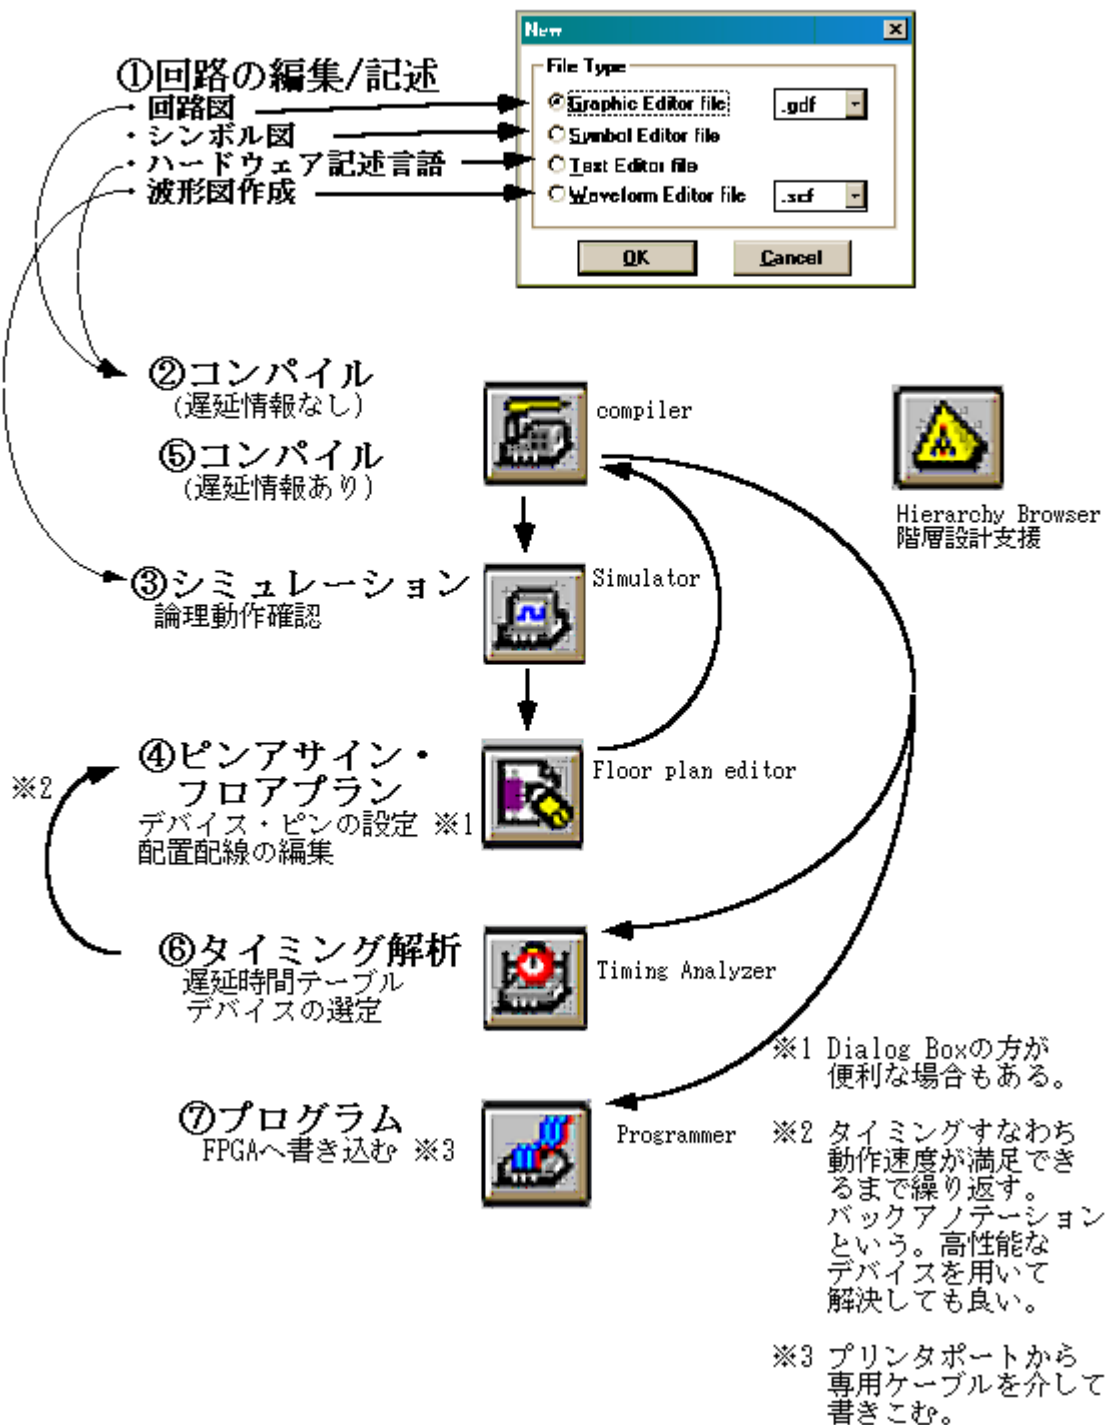 New
①回路の編集/記述
・回路図
・シンボル図
・ハードウェア記述言語
・波形図作成
File Type
Graphic Editor file
.gdf
Symbol Editor file
Text Editor file
Waveform Editor file
.scf
OK
Cancel
②コンパイル
(遅延情報なし)
⑤コンパイル
(遅延情報あり)
compiler
Hierarchy Browser
階層設計支援
③シミュレーション
論理動作確認
Simulator
※2
④ピンアサイン・
フロアプラン
デバイス・ピンの設定 ※1
配置配線の編集
Floor plan editor
⑥タイミング解析
遅延時間テーブル
デバイスの選定
Timing Analyzer
⑦プログラム
FPGAへ書き込む ※3
Programmer
※1 Dialog Boxの方が
便利な場合もある。
※2 タイミングすなわち
動作速度が満足でき
るまで繰り返す。
バックアノテーション
という。高性能な
デバイスを用いて
解決しても良い。
※3 プリンタポートから
専用ケーブルを介して
書きこむ。